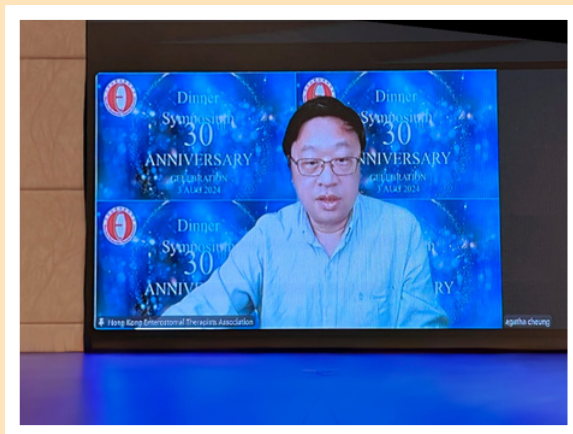 Dinner
Symposium
30
ANNIVERSARY
CELEBRATION
3 AUG 2024
Dinner
Symposium
30
ANNIVERSARY
CELEBRATION
3 AUG 2024
Dinner
Symposium
30
ANNIV
Dinner
Symposium
30
RY
Hong Kong Enterostomal Therapists Association
agatha cheung